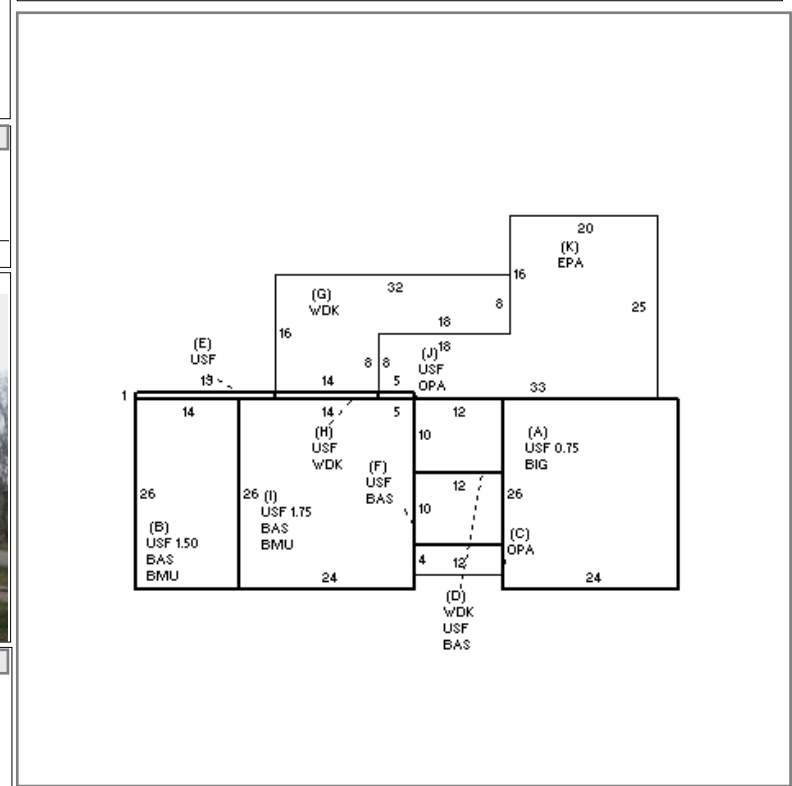 20
(K)
EPA
16
32
25
(G)
WDK
8
18
16
18
(E)
USF
8 8
(J)
USF
OPA
19
14
5
33
1
14
14
5
12
10
(H)
USF
WDK
(A)
USF 0.75
BIG
(F)
USF
BAS
12
26
26
(I)
USF 1.75
BAS
BMU
10
26
(B)
USF 1.50
BAS
BMU
(C)
OPA
4
12
24
24
(D)
WDK
USF
BAS